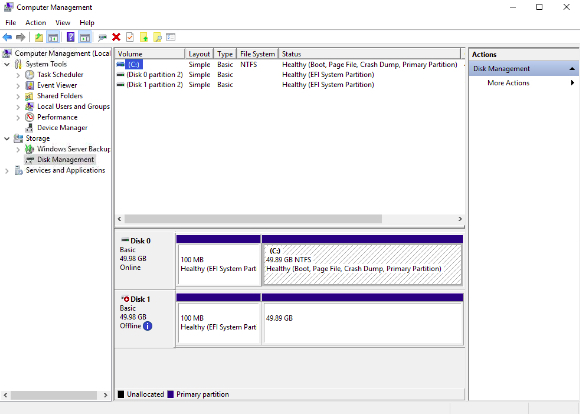 Computer Management
File Action View Help
Computer Management (Local
System Tools
Task Scheduler
Event Viewer
Shared Folders
Local Users and Groups
Performance
Device Manager
Storage
Windows Server Backup
Disk Management
Services and Applications
Volume Layout Type File System Status
(C:) Simple Basic NTFS Healthy (Boot, Page File, Crash Dump, Primary Partition)
(Disk 0 partition 2) Simple Basic Healthy (EFI System Partition)
(Disk 1 partition 2) Simple Basic Healthy (EFI System Partition)
Disk 0
Basic
49.98 GB
Online
100 MB
Healthy (EFI System Part
(C:)
49.89 GB NTFS
Healthy (Boot, Page File, Crash Dump, Primary Partition)
Disk 1
Basic
49.98 GB
Offline
100 MB
Healthy (EFI System Part
49.89 GB
Unallocated Primary partition
Actions
Disk Management
More Actions